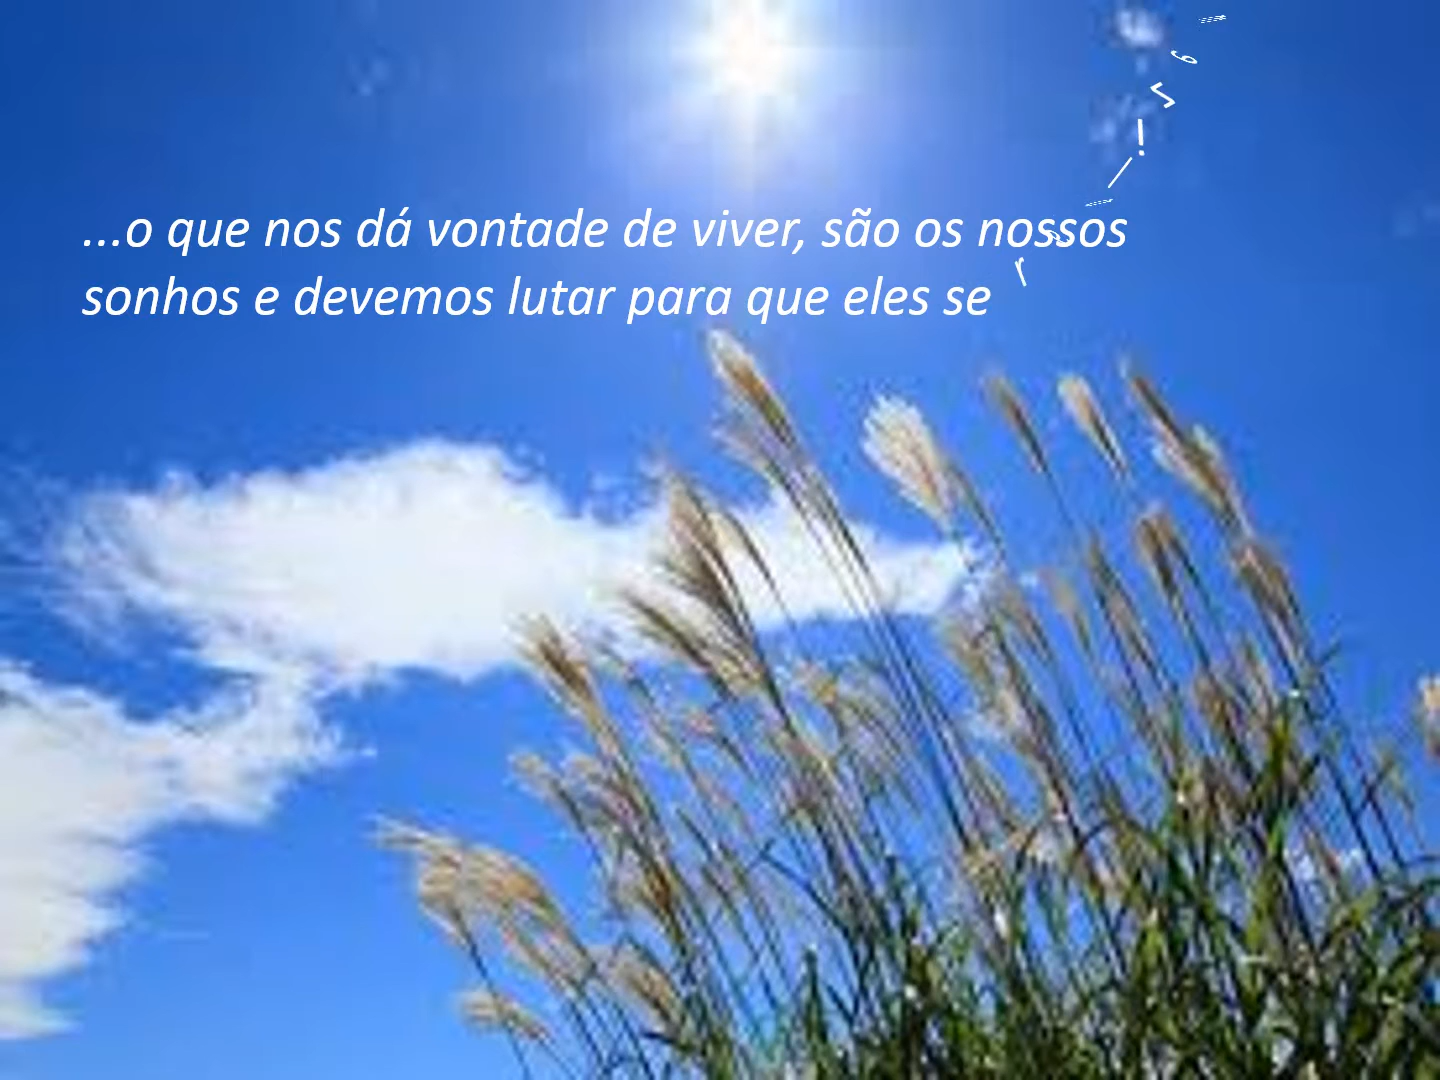 ...o que nos dá vontade de viver, são os nossos
sonhos e devemos lutar para que eles se